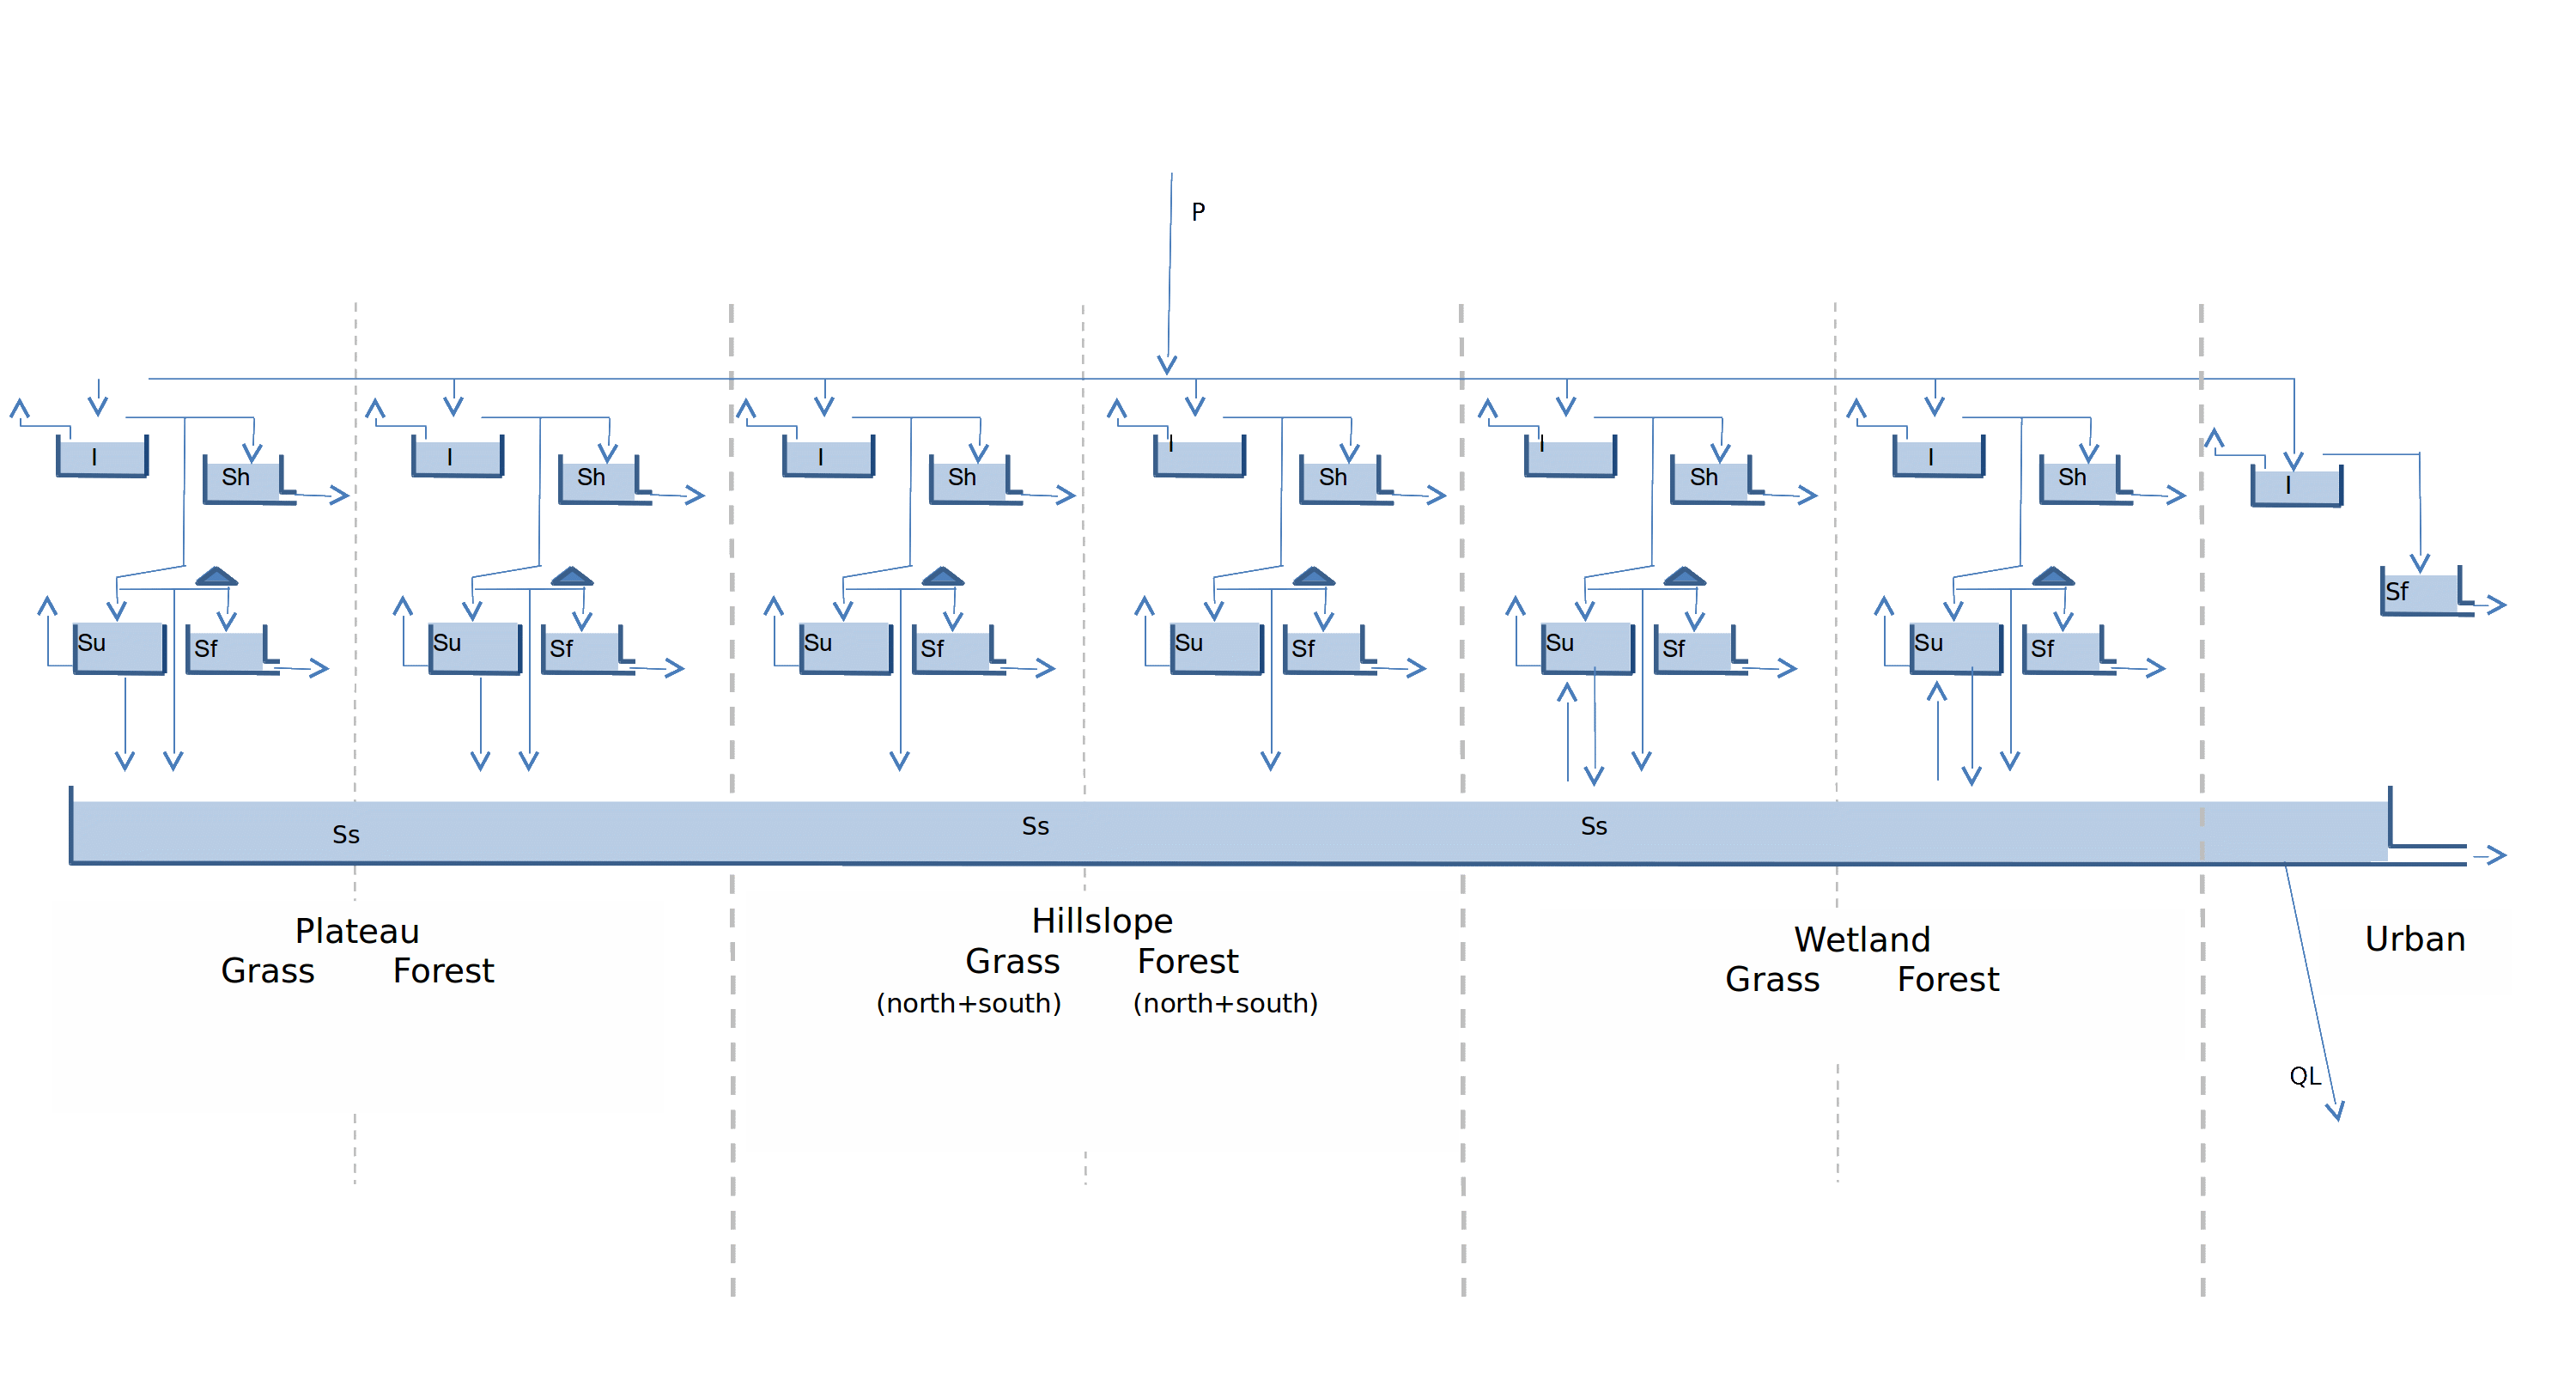 P
I
I
I
I
I
I
I
Sh
Sh
Sh
Sh
Sh
Sh
Sf
Su
Sf
Su
Sf
Su
Sf
Su
Sf
Su
Sf
Su
Sf
Ss
Ss
Ss
Plateau
Grass Forest
Hillslope
Grass Forest
(north+south) (north+south)
Wetland
Grass Forest
Urban
QL